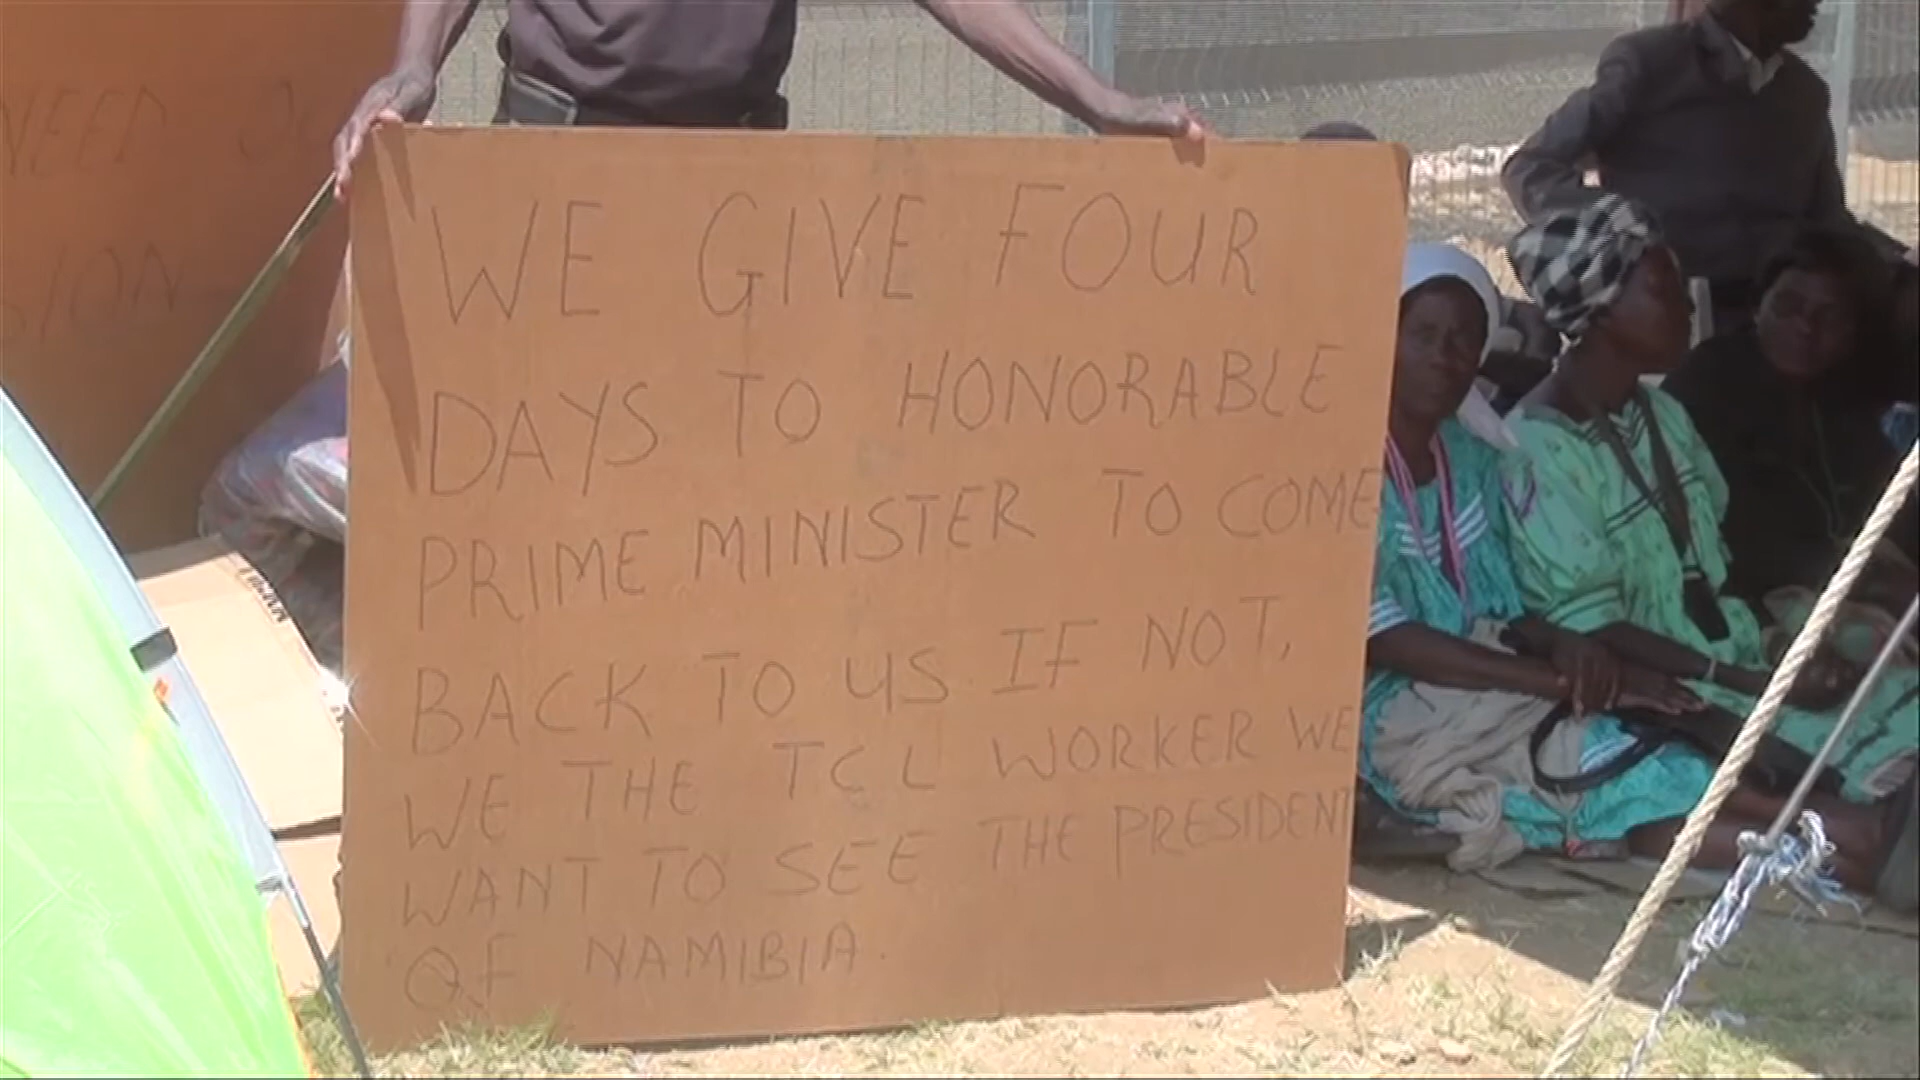 WE GIVE FOUR
DAYS TO HONORABLE
PRIME MINISTER TO COME
BACK TO US IF NOT,
WE THE TCL WORKER WE
WANT TO SEE THE PRESIDENT
OF NAMIBIA.
NEED